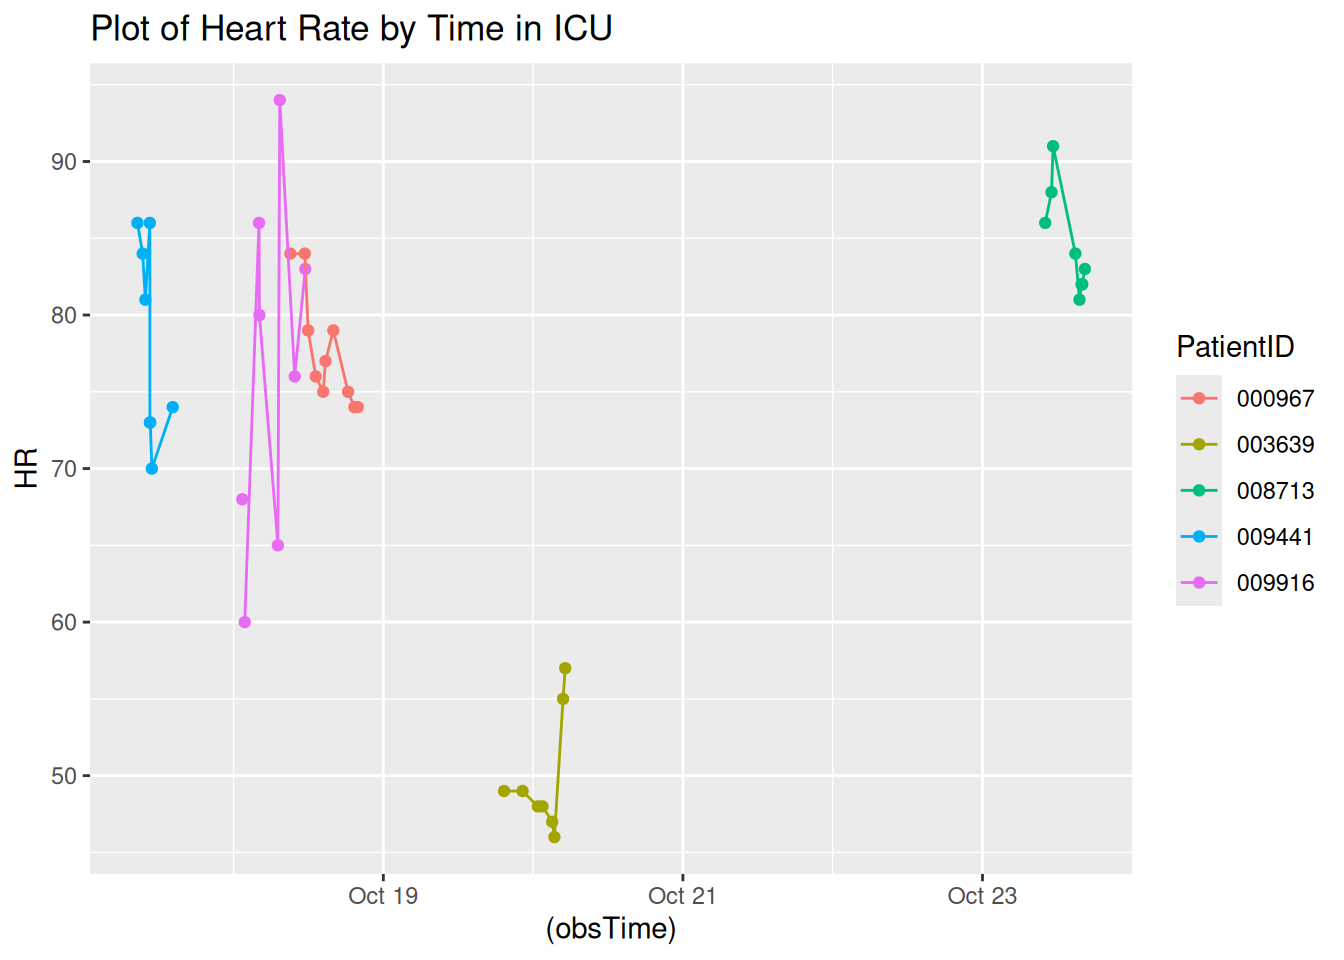 Plot of Heart Rate by Time in ICU
90
80
70
60
50
HR
Oct 19
Oct 21
Oct 23
(obsTime)
PatientID
000967
003639
008713
009441
009916